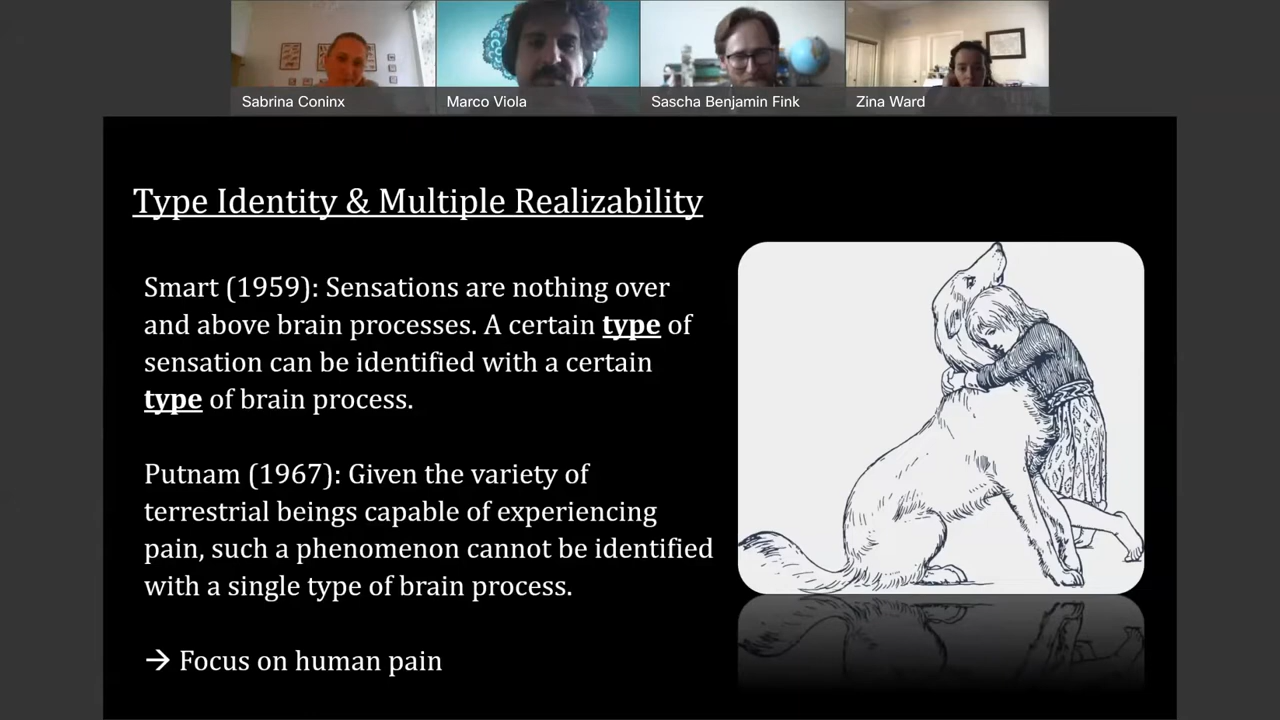 Sabrina Coninx
Marco Viola
Sascha Benjamin Fink
Zina Ward
Type Identity & Multiple Realizability
Smart (1959): Sensations are nothing over
and above brain processes. A certain type of
sensation can be identified with a certain
type of brain process.
Putnam (1967): Given the variety of
terrestrial beings capable of experiencing
pain, such a phenomenon cannot be identified
with a single type of brain process.
→ Focus on human pain